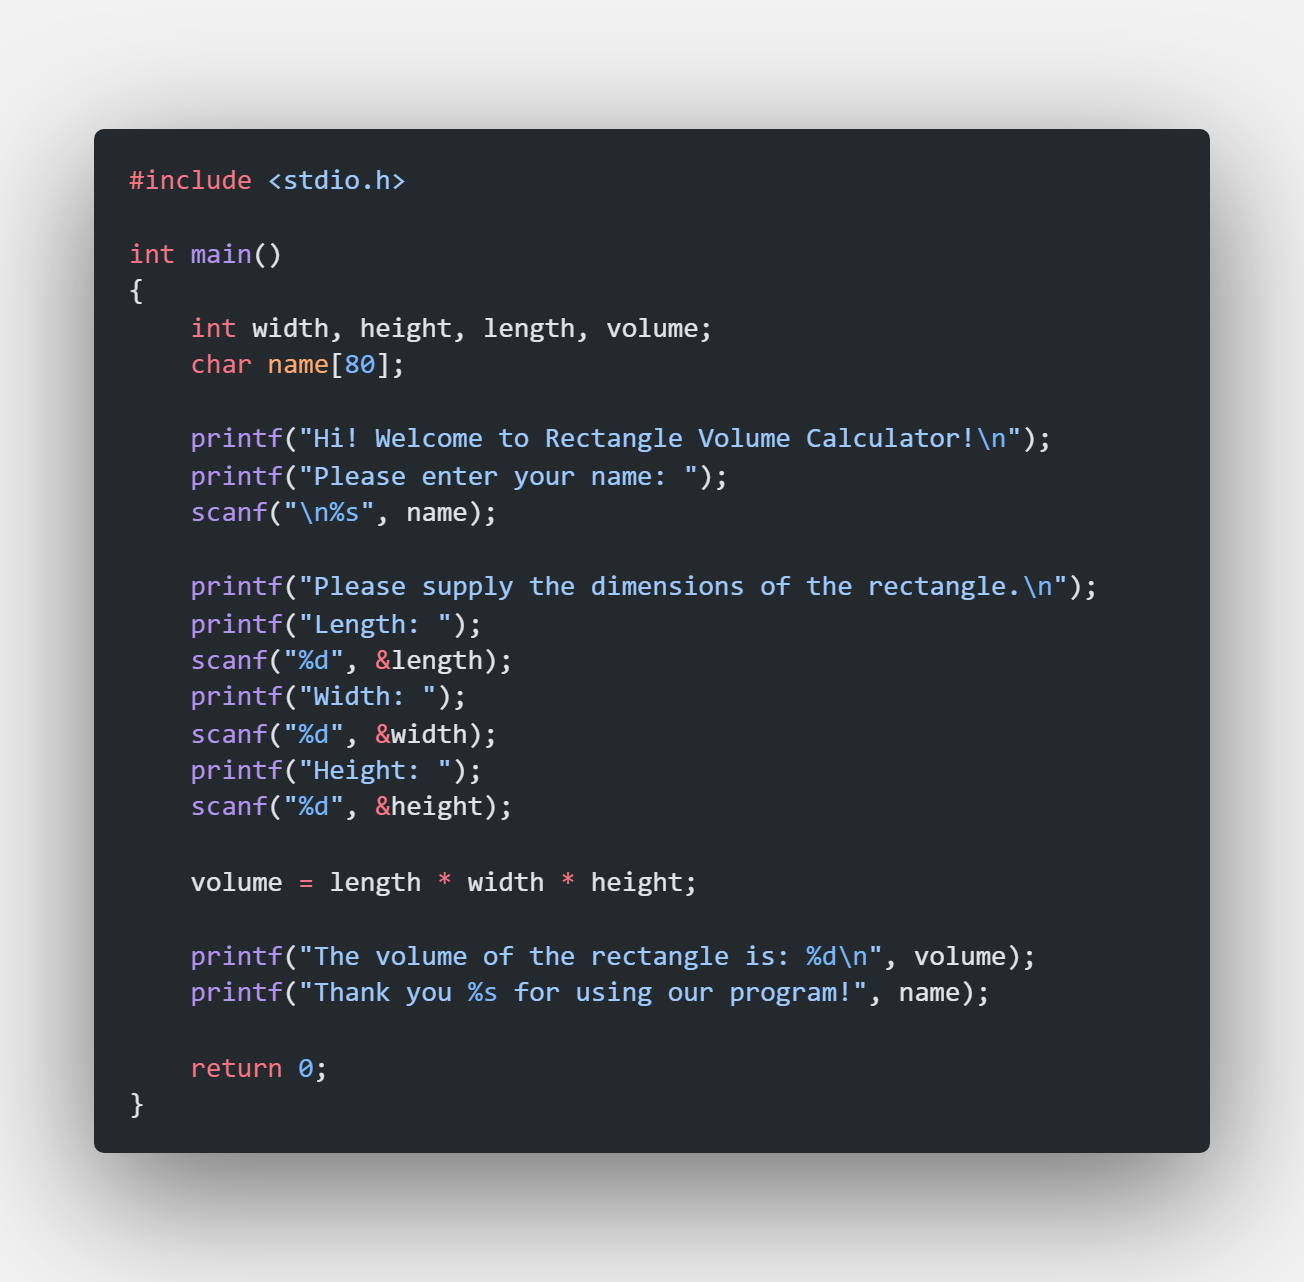 #include <stdio.h>

int main()
{
    int width, height, length, volume;
    char name[80];

    printf("Hi! Welcome to Rectangle Volume Calculator!\n");
    printf("Please enter your name: ");
    scanf("\n%s", name);

    printf("Please supply the dimensions of the rectangle.\n");
    printf("Length: ");
    scanf("%d", &length);
    printf("Width: ");
    scanf("%d", &width);
    printf("Height: ");
    scanf("%d", &height);

    volume = length * width * height;

    printf("The volume of the rectangle is: %d\n", volume);
    printf("Thank you %s for using our program!", name);

    return 0;
}